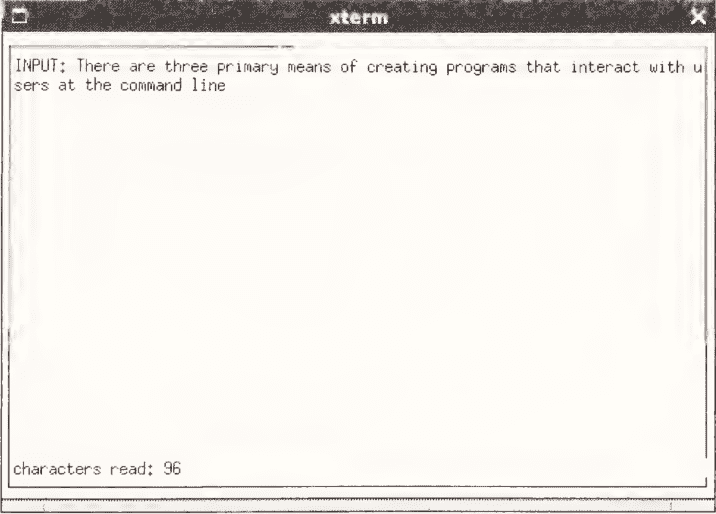 xterm
INPUT: There are three primary means of creating programs that interact with u
sers at the command line
characters read: 96